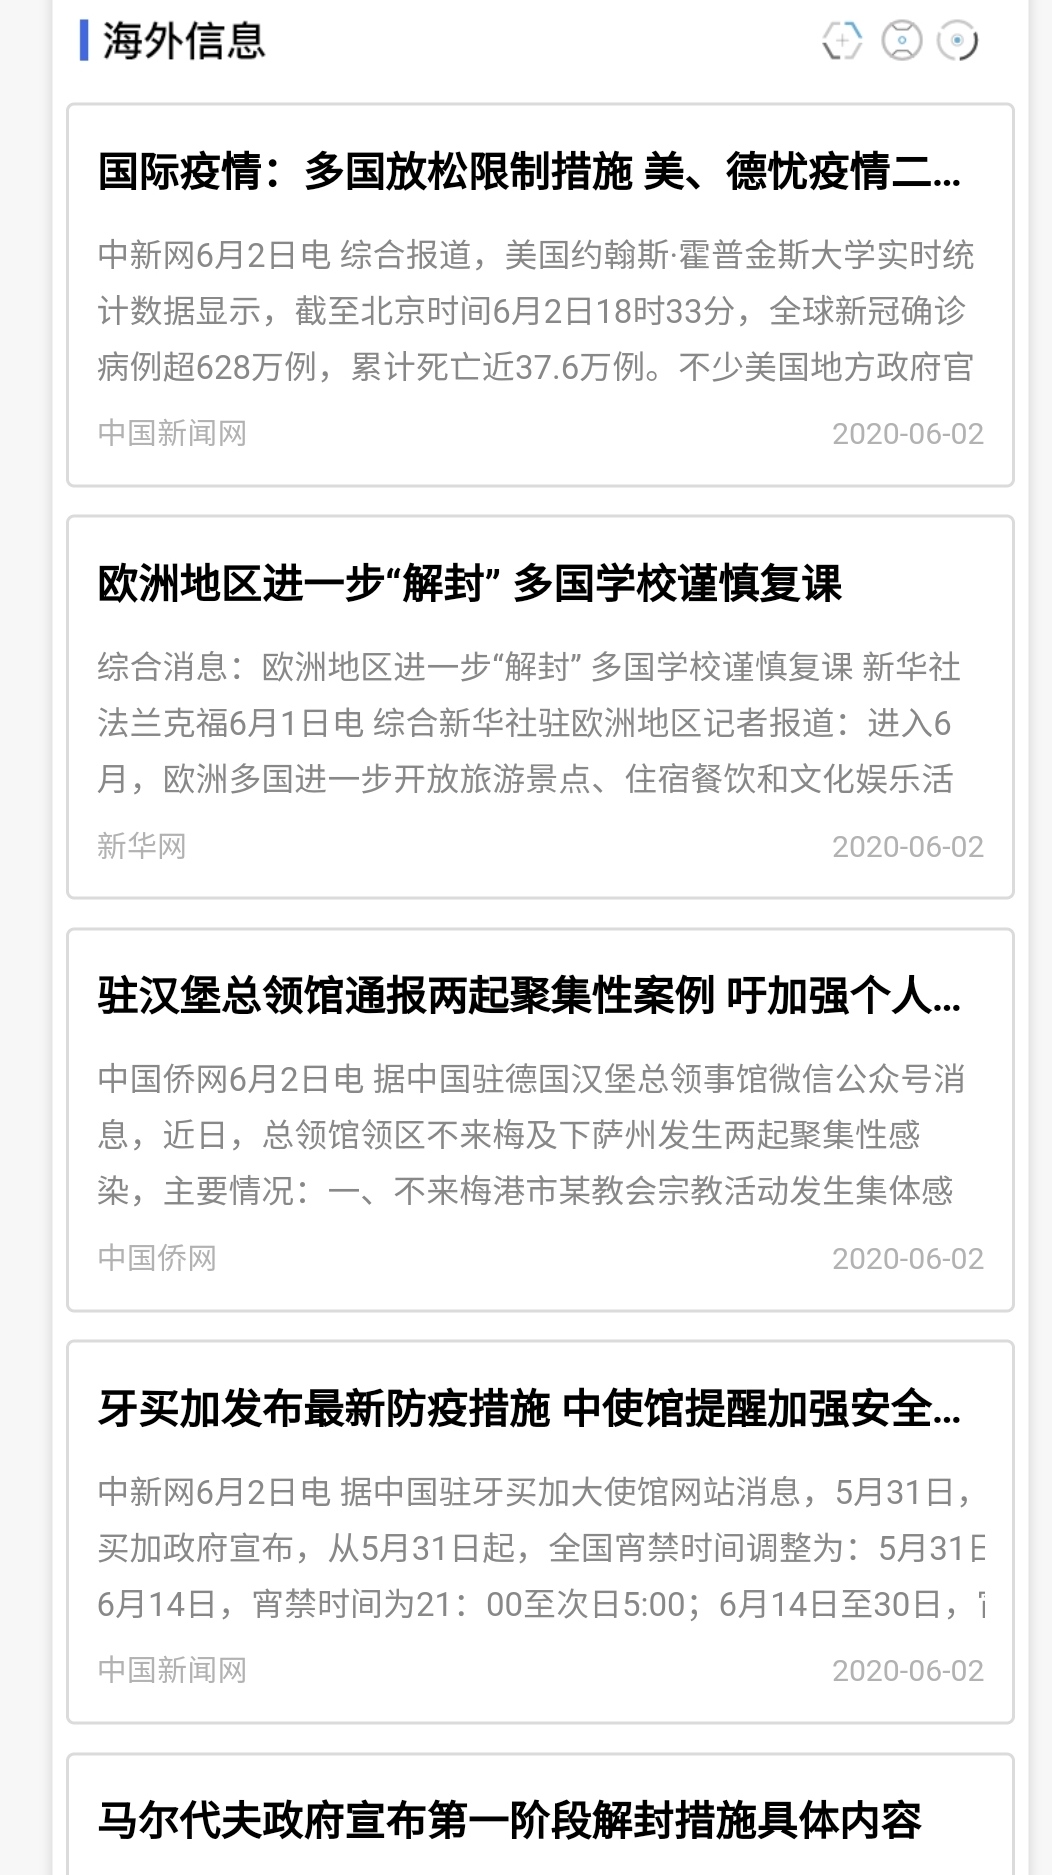 海外信息
国际疫情：多国放松限制措施 美、德忧疫情二...
中新网6月2日电 综合报道，美国约翰斯·霍普金斯大学实时统
计数据显示，截至北京时间6月2日18时33分，全球新冠确诊
病例超628万例，累计死亡近37.6万例。不少美国地方政府官
中国新闻网 2020-06-02
欧洲地区进一步“解封” 多国学校谨慎复课
综合消息：欧洲地区进一步“解封” 多国学校谨慎复课 新华社
法兰克福6月1日电 综合新华社驻欧洲地区记者报道：进入6
月，欧洲多国进一步开放旅游景点、住宿餐饮和文化娱乐活
新华网 2020-06-02
驻汉堡总领馆通报两起聚集性案例 吁加强个人...
中国侨网6月2日电 据中国驻德国汉堡总领事馆微信公众号消
息，近日，总领馆领区不来梅及下萨州发生两起聚集性感
染，主要情况：一、不来梅港市某教会宗教活动发生集体感
中国侨网 2020-06-02
牙买加发布最新防疫措施 中使馆提醒加强安全...
中新网6月2日电 据中国驻牙买加大使馆网站消息，5月31日，
买加政府宣布，从5月31日起，全国宵禁时间调整为：5月31日
6月14日，宵禁时间为21：00至次日5:00；6月14日至30日，
中国新闻网 2020-06-02
马尔代夫政府宣布第一阶段解封措施具体内容